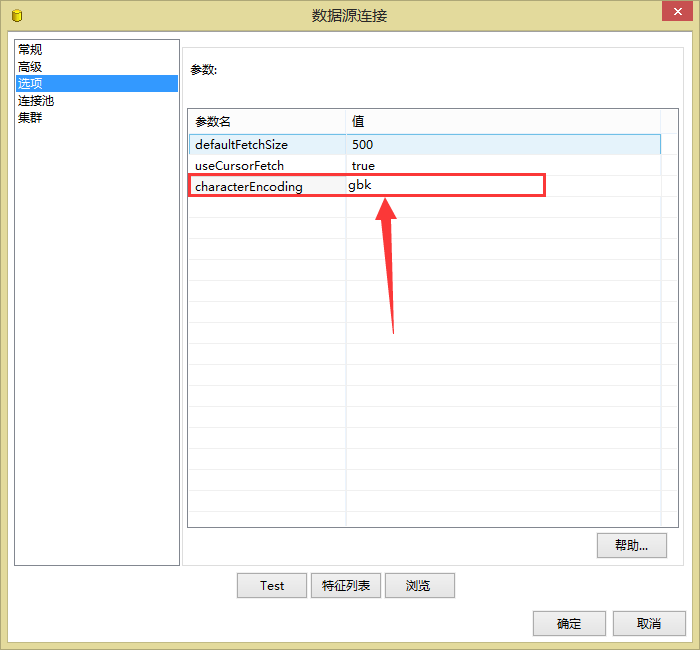 数据源连接
常规
高级
选项
连接池
集群
参数:
参数名 值
defaultFetchSize 500
useCursorFetch true
characterEncoding gbk
帮助...
Test 特征列表 浏览
确定 取消